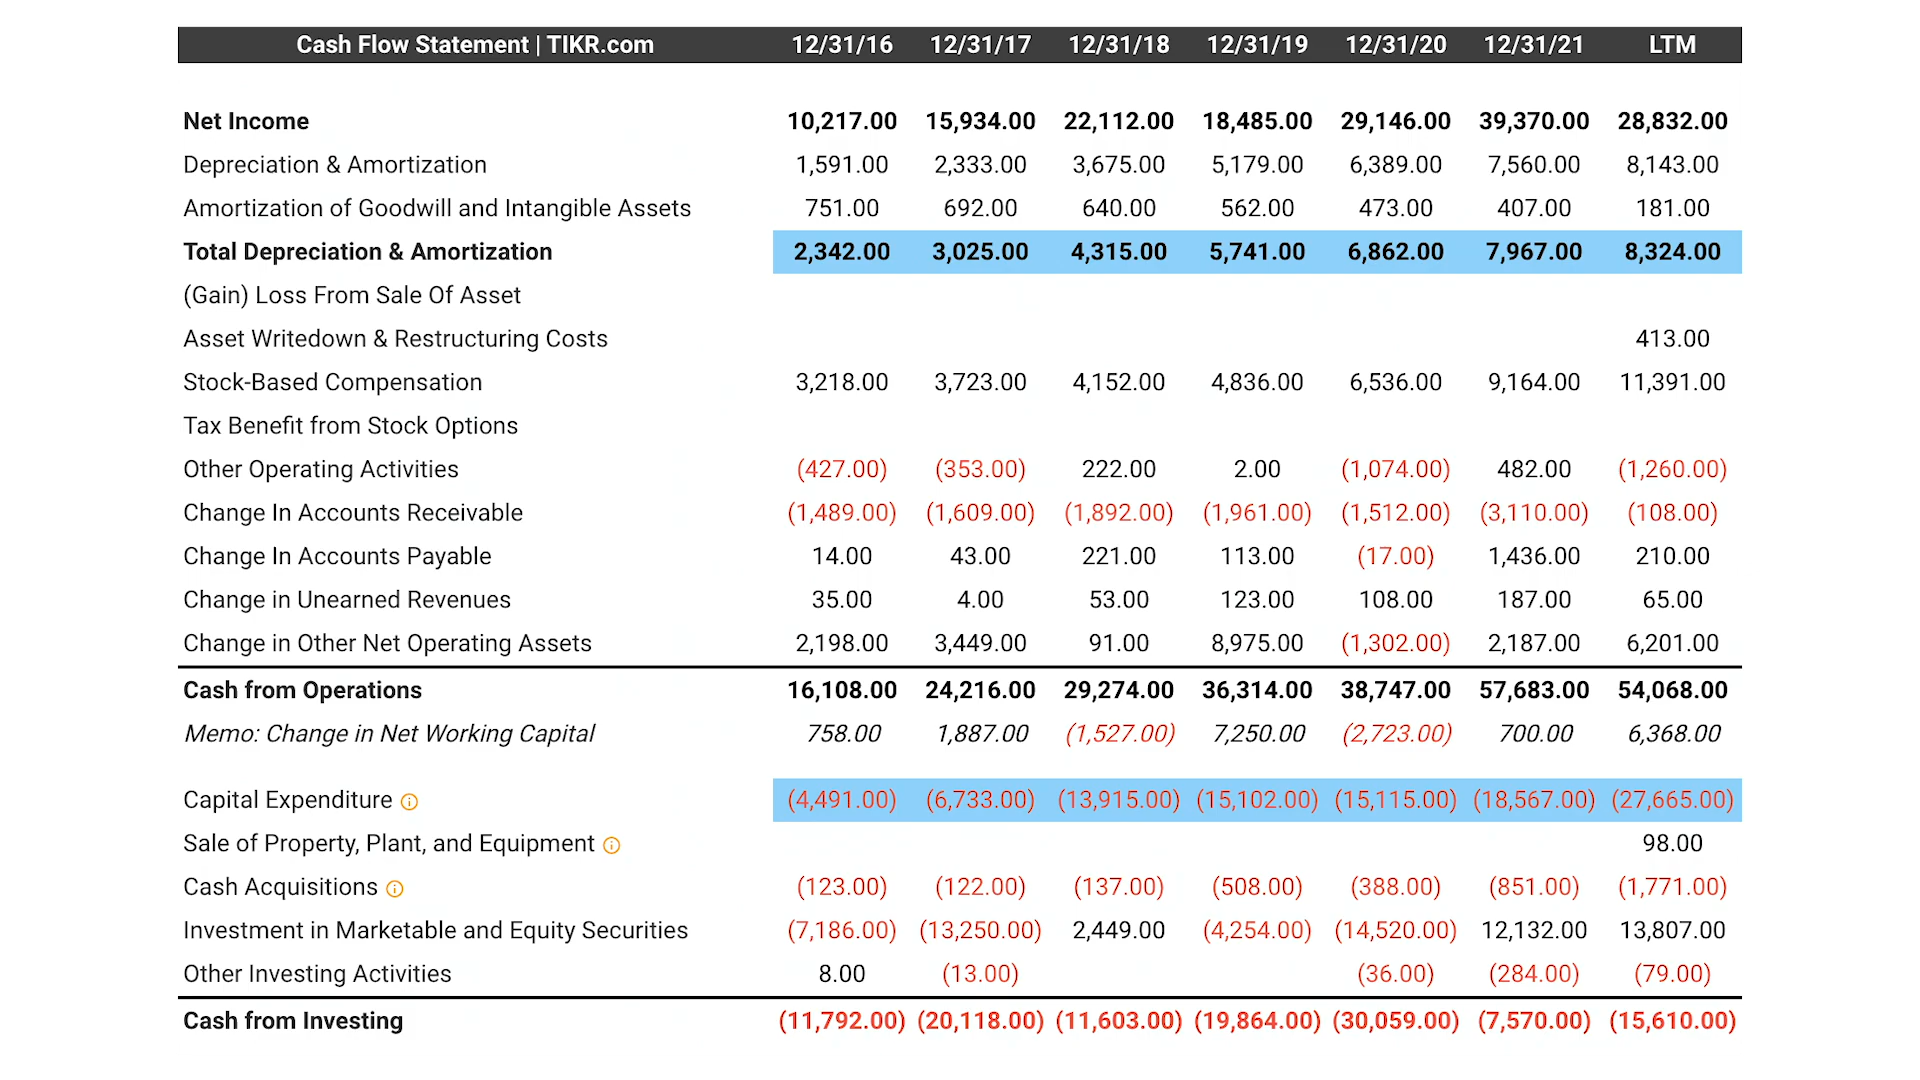 Cash Flow Statement | TIKR.com 12/31/16 12/31/17 12/31/18 12/31/19 12/31/20 12/31/21 LTM
Net Income 10,217.00 15,934.00 22,112.00 18,485.00 29,146.00 39,370.00 28,832.00
Depreciation & Amortization 1,591.00 2,333.00 3,675.00 5,179.00 6,389.00 7,560.00 8,143.00
Amortization of Goodwill and Intangible Assets 751.00 692.00 640.00 562.00 473.00 407.00 181.00
Total Depreciation & Amortization 2,342.00 3,025.00 4,315.00 5,741.00 6,862.00 7,967.00 8,324.00
(Gain) Loss From Sale Of Asset
Asset Writedown & Restructuring Costs 413.00
Stock-Based Compensation 3,218.00 3,723.00 4,152.00 4,836.00 6,536.00 9,164.00 11,391.00
Tax Benefit from Stock Options
Other Operating Activities (427.00) (353.00) 222.00 2.00 (1,074.00) 482.00 (1,260.00)
Change In Accounts Receivable (1,489.00) (1,609.00) (1,892.00) (1,961.00) (1,512.00) (3,110.00) (108.00)
Change In Accounts Payable 14.00 43.00 221.00 113.00 (17.00) 1,436.00 210.00
Change in Unearned Revenues 35.00 4.00 53.00 123.00 108.00 187.00 65.00
Change in Other Net Operating Assets 2,198.00 3,449.00 91.00 8,975.00 (1,302.00) 2,187.00 6,201.00
Cash from Operations 16,108.00 24,216.00 29,274.00 36,314.00 38,747.00 57,683.00 54,068.00
Memo: Change in Net Working Capital 758.00 1,887.00 (1,527.00) 7,250.00 (2,723.00) 700.00 6,368.00
Capital Expenditure (4,491.00) (6,733.00) (13,915.00) (15,102.00) (15,115.00) (18,567.00) (27,665.00)
Sale of Property, Plant, and Equipment 98.00
Cash Acquisitions (123.00) (122.00) (137.00) (508.00) (388.00) (851.00) (1,771.00)
Investment in Marketable and Equity Securities (7,186.00) (13,250.00) 2,449.00 (4,254.00) (14,520.00) 12,132.00 13,807.00
Other Investing Activities 8.00 (13.00) (36.00) (284.00) (79.00)
Cash from Investing (11,792.00) (20,118.00) (11,603.00) (19,864.00) (30,059.00) (7,570.00) (15,610.00)